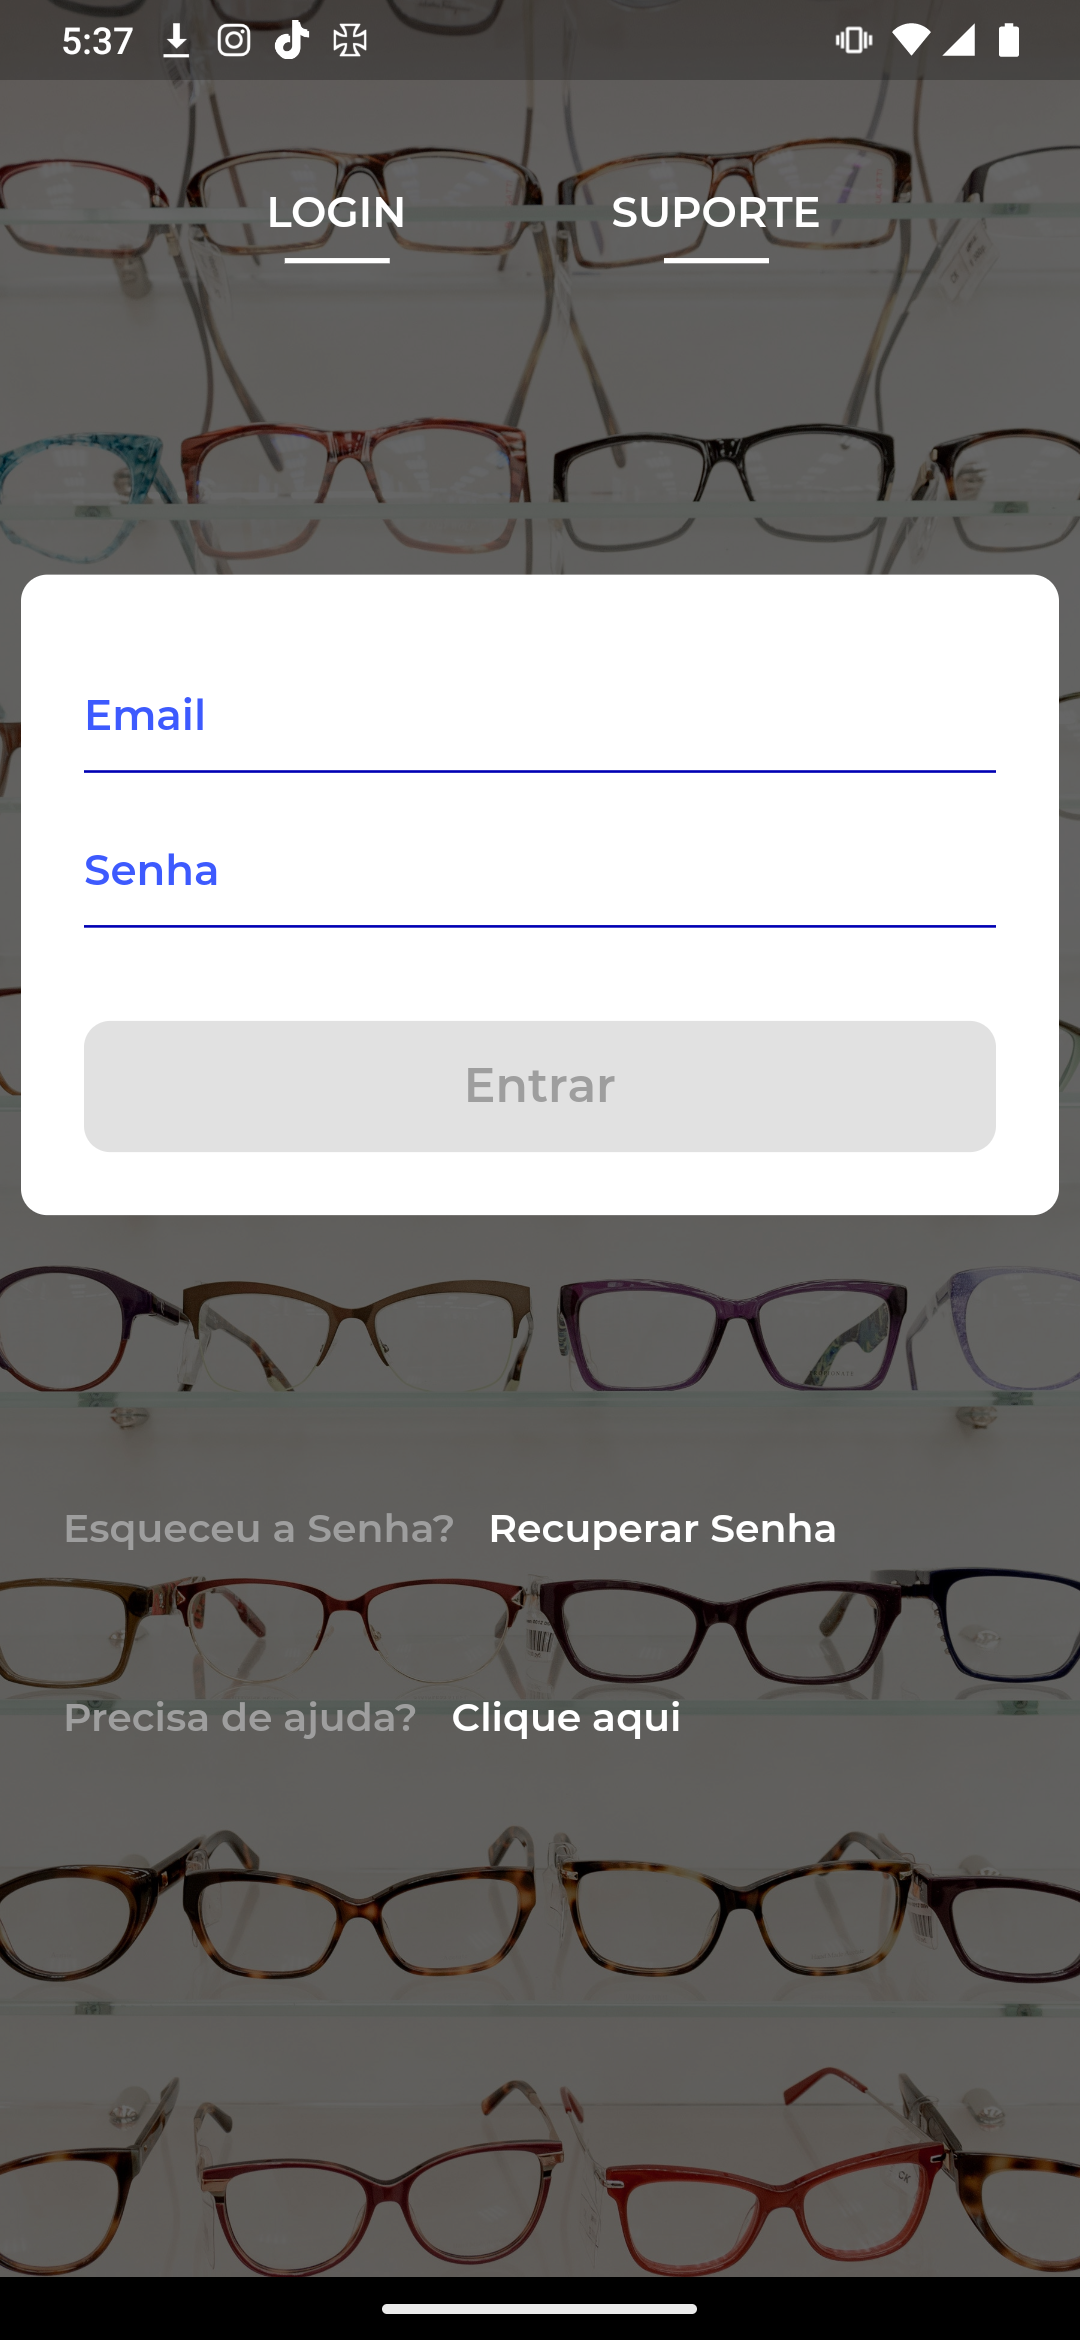 5:37
LOGIN SUPORTE
Email
Senha
Entrar
Esqueceu a Senha? Recuperar Senha
Precisa de ajuda? Clique aqui